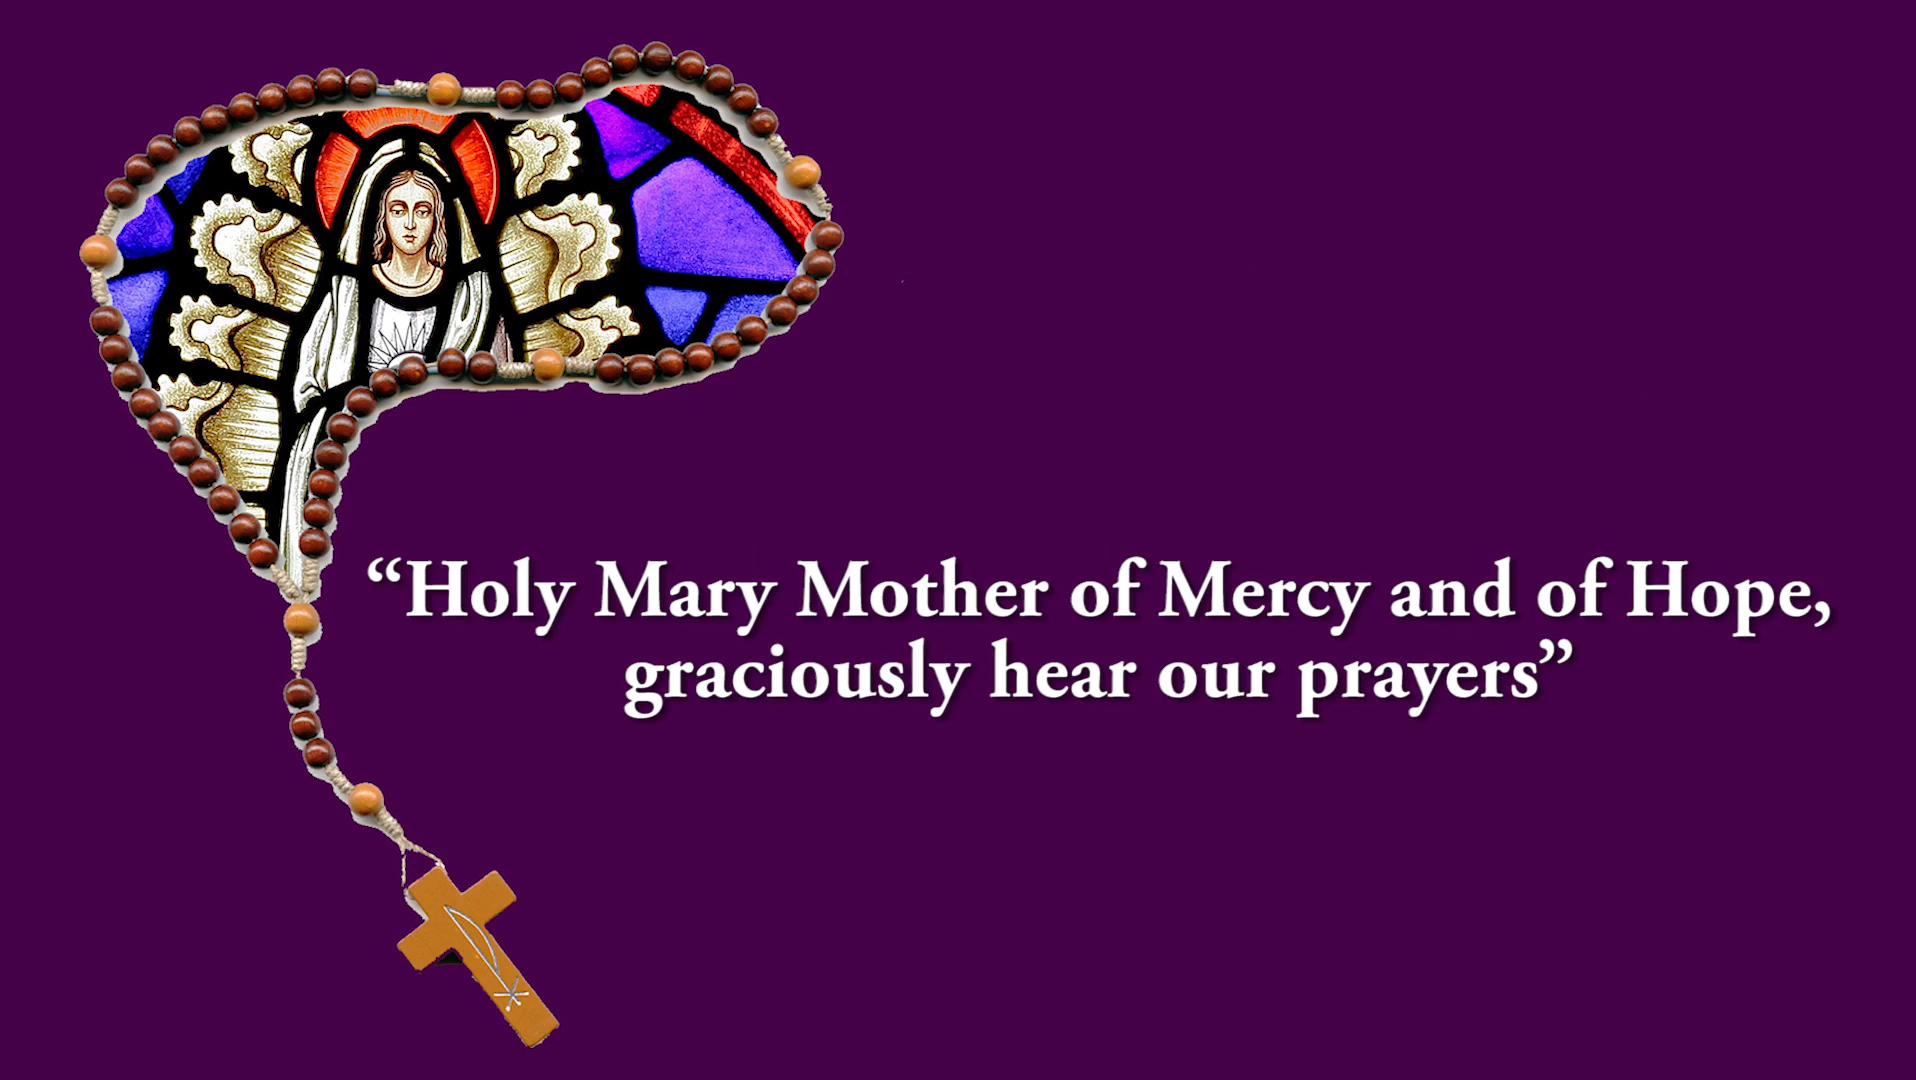 “Holy Mary Mother of Mercy and of Hope,
graciously hear our prayers”